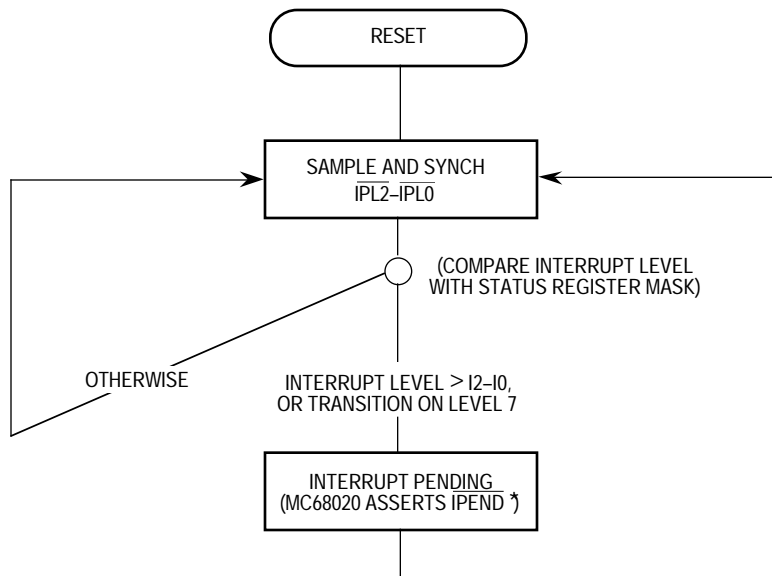 RESET
SAMPLE AND SYNCH
IPL2–IPL0
(COMPARE INTERRUPT LEVEL
WITH STATUS REGISTER MASK)
OTHERWISE
INTERRUPT LEVEL > I2–I0,
OR TRANSITION ON LEVEL 7
INTERRUPT PENDING
(MC68020 ASSERTS IPEND *)